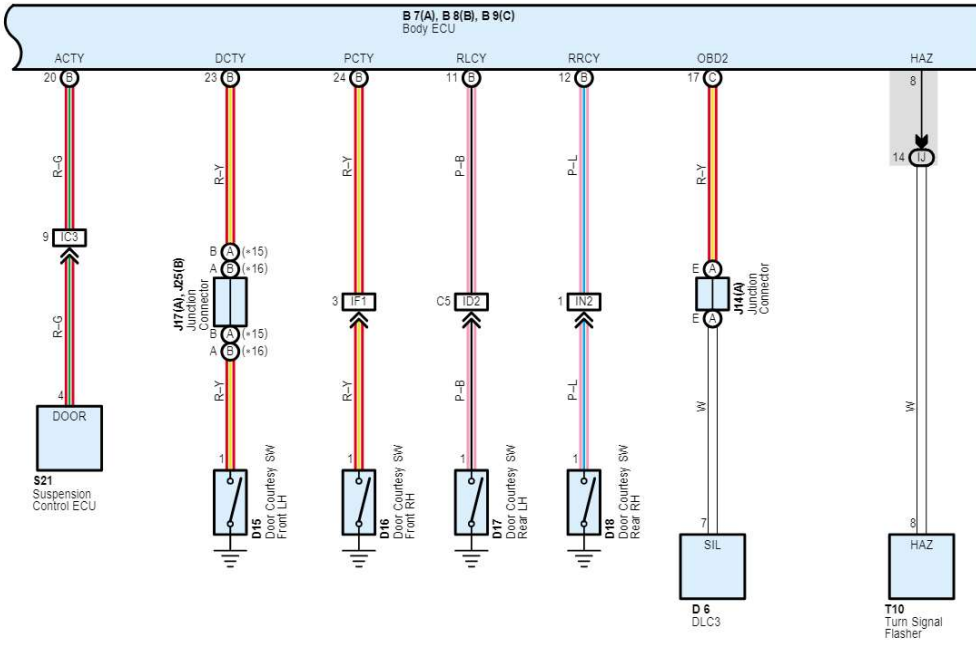 B 7(A), B 8(B), B 9(C)
Body ECU
ACTY
DCTY
PCTY
RLCY
RRCY
OBD2
HAZ
20 B
23 B
24 B
11 B
12 B
17 C
8
R–G
R–Y
R–Y
P–B
P–L
R–Y
14 IJ
9 IC3
B A (*15)
A B (*16)
J17(A), J25(B)
Junction
Connector
B A (*15)
A B (*16)
3 IF1
C5 ID2
1 IN2
E A
J14(A)
Junction
Connector
E A
R–G
R–Y
R–Y
P–B
P–L
W
W
4
DOOR
S21
Suspension
Control ECU
1
D15
Door Courtesy SW
Front LH
1
D16
Door Courtesy SW
Front RH
1
D17
Door Courtesy SW
Rear LH
1
D18
Door Courtesy SW
Rear RH
7
SIL
D 6
DLC3
8
HAZ
T10
Turn Signal
Flasher